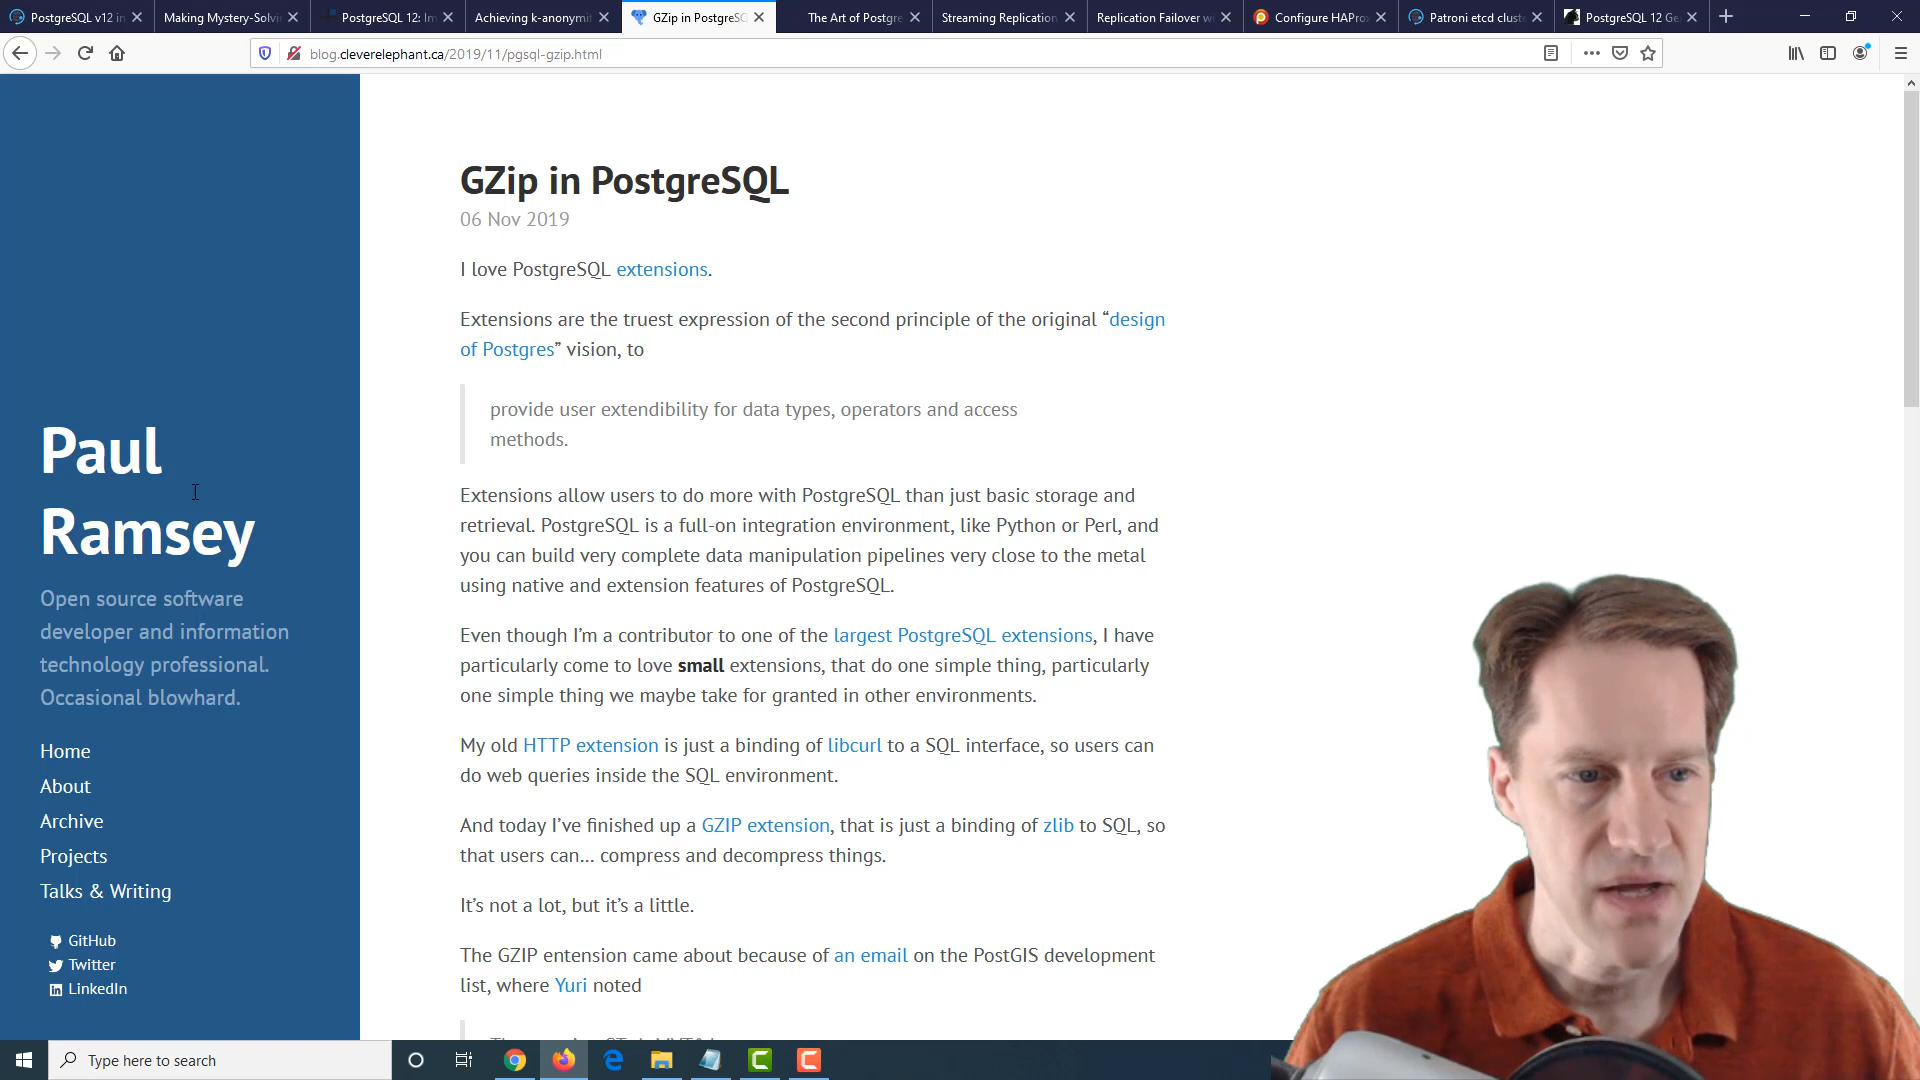 PostgreSQL v12 in
Making Mystery-Solvi
PostgreSQL 12: Im
Achieving k-anonymit
GZip in PostgreSQ
The Art of Postgre
Streaming Replication
Replication Failover w
Configure HAProx
Patroni etcd cluste
PostgreSQL 12 Ge
blog.cleverelephant.ca/2019/11/pgsql-gzip.html
Paul
Ramsey
Open source software
developer and information
technology professional.
Occasional blowhard.
Home
About
Archive
Projects
Talks & Writing
GitHub
Twitter
LinkedIn
GZip in PostgreSQL
06 Nov 2019
I love PostgreSQL extensions.
Extensions are the truest expression of the second principle of the original “design
of Postgres” vision, to
provide user extendibility for data types, operators and access
methods.
Extensions allow users to do more with PostgreSQL than just basic storage and
retrieval. PostgreSQL is a full-on integration environment, like Python or Perl, and
you can build very complete data manipulation pipelines very close to the metal
using native and extension features of PostgreSQL.
Even though I’m a contributor to one of the largest PostgreSQL extensions, I have
particularly come to love small extensions, that do one simple thing, particularly
one simple thing we maybe take for granted in other environments.
My old HTTP extension is just a binding of libcurl to a SQL interface, so users can
do web queries inside the SQL environment.
And today I’ve finished up a GZIP extension, that is just a binding of zlib to SQL, so
that users can… compress and decompress things.
It’s not a lot, but it’s a little.
The GZIP entension came about because of an email on the PostGIS development
list, where Yuri noted
Type here to search